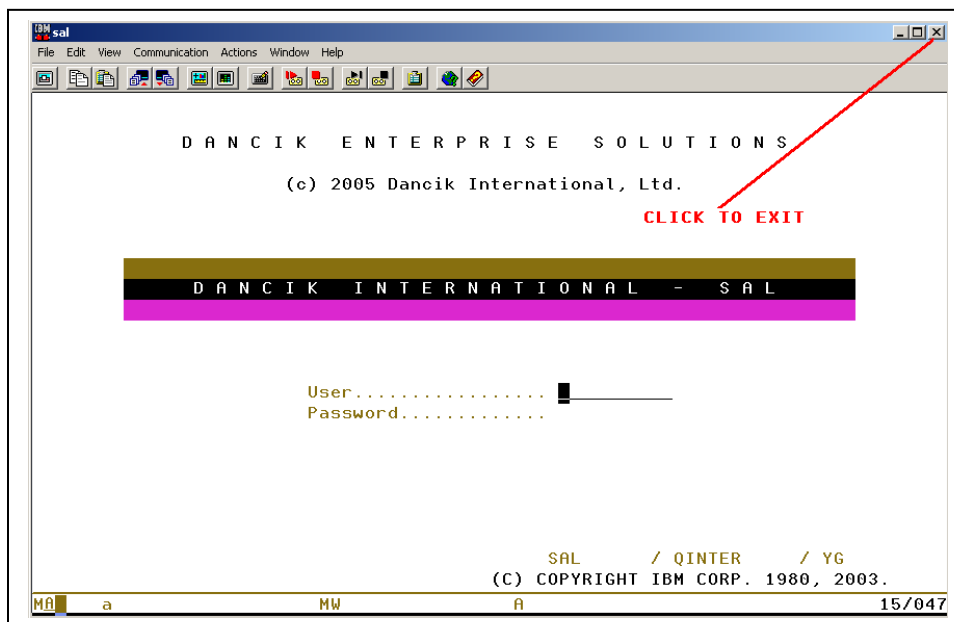 IBM sal
File Edit View Communication Actions Window Help
D A N C I K   E N T E R P R I S E   S O L U T I O N S
(c) 2005 Dancik International, Ltd.
CLICK TO EXIT
D A N C I K   I N T E R N A T I O N A L   -   S A L
User.................
Password.............
SAL / QINTER / YG
(C) COPYRIGHT IBM CORP. 1980, 2003.
MA a MW A 15/047